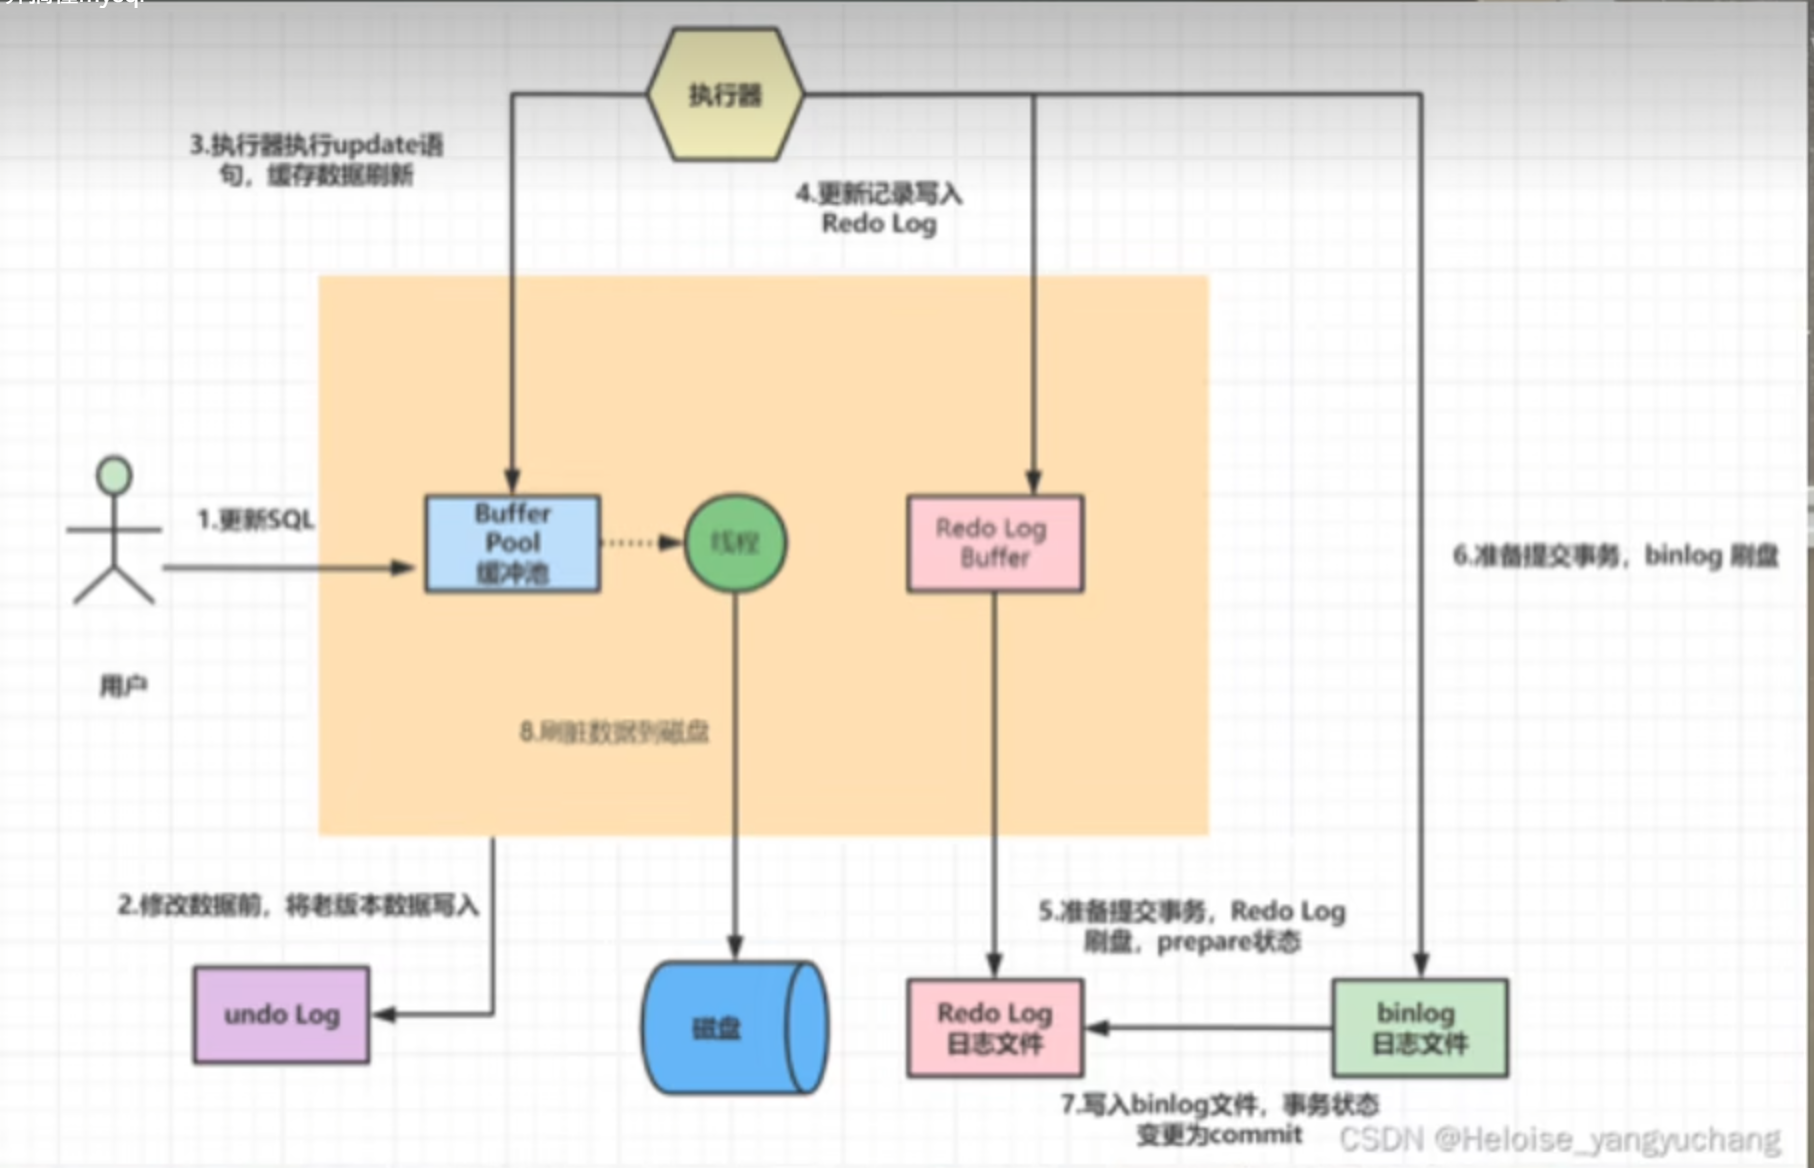 执行器
3.执行器执行update语
句，缓存数据刷新
4.更新记录写入
Redo Log
1.更新SQL
Buffer
Pool
缓冲池
线程
Redo Log
Buffer
6.准备提交事务，binlog 刷盘
用户
8.刷脏数据到磁盘
2.修改数据前，将老版本数据写入
5.准备提交事务，Redo Log
刷盘，prepare状态
undo Log
磁盘
Redo Log
日志文件
binlog
日志文件
7.写入binlog文件，事务状态
变更为commit
CSDN @Heloise_yangyuchang